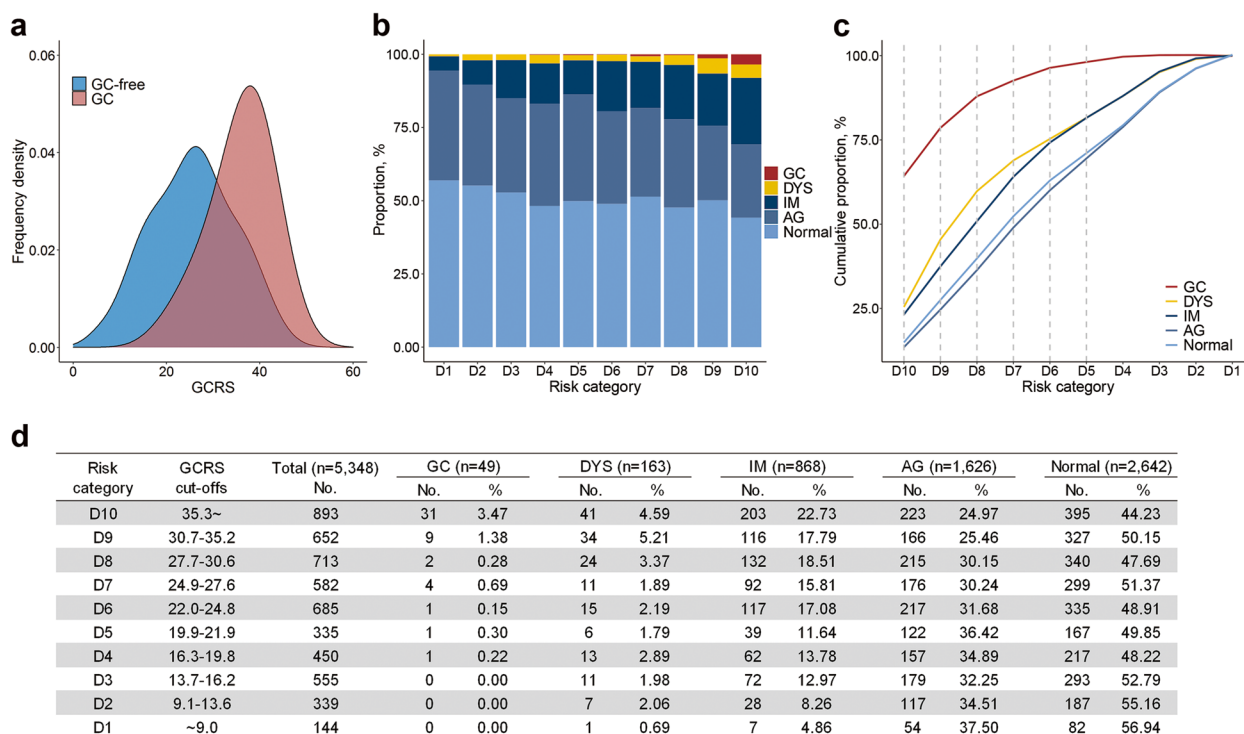 a
0.06
0.04
0.02
0.00
Frequency density
GC-free
GC
0
20
40
60
GCRS
b
100.0
75.0
50.0
25.0
0.00
Proportion, %
D1 D2 D3 D4 D5 D6 D7 D8 D9 D10
Risk category
GC
DYS
IM
AG
Normal
c
100.0
75.0
50.0
25.0
Cumulative proportion, %
GC
DYS
IM
AG
Normal
D10 D9 D8 D7 D6 D5 D4 D3 D2 D1
Risk category
d
Risk category GCRS cut-offs Total (n=5,348) No. GC (n=49) DYS (n=163) IM (n=868) AG (n=1,626) Normal (n=2,642)
No. % No. % No. % No. % No. %
D10 35.3~ 893 31 3.47 41 4.59 203 22.73 223 24.97 395 44.23
D9 30.7-35.2 652 9 1.38 34 5.21 116 17.79 166 25.46 327 50.15
D8 27.7-30.6 713 2 0.28 24 3.37 132 18.51 215 30.15 340 47.69
D7 24.9-27.6 582 4 0.69 11 1.89 92 15.81 176 30.24 299 51.37
D6 22.0-24.8 685 1 0.15 15 2.19 117 17.08 217 31.68 335 48.91
D5 19.9-21.9 335 1 0.30 6 1.79 39 11.64 122 36.42 167 49.85
D4 16.3-19.8 450 1 0.22 13 2.89 62 13.78 157 34.89 217 48.22
D3 13.7-16.2 555 0 0.00 11 1.98 72 12.97 179 32.25 293 52.79
D2 9.1-13.6 339 0 0.00 7 2.06 28 8.26 117 34.51 187 55.16
D1 ~9.0 144 0 0.00 1 0.69 7 4.86 54 37.50 82 56.94